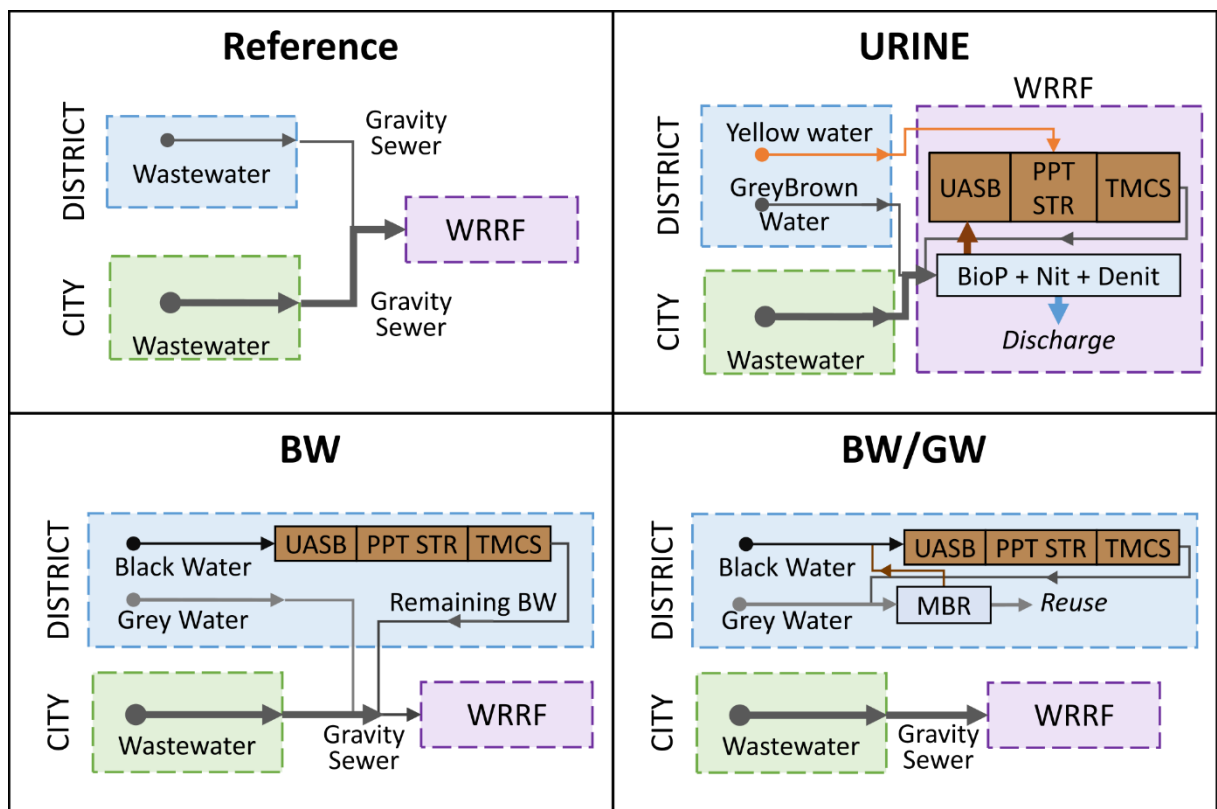 Reference
DISTRICT
Wastewater
Gravity
Sewer
WRRF
CITY
Wastewater
Gravity
Sewer
URINE
WRRF
DISTRICT
Yellow water
GreyBrown
Water
UASB
PPT
STR
TMCS
BioP + Nit + Denit
Discharge
CITY
Wastewater
BW
DISTRICT
Black Water
UASB
PPT STR
TMCS
Grey Water
Remaining BW
CITY
Wastewater
Gravity
Sewer
WRRF
BW/GW
DISTRICT
Black Water
UASB
PPT STR
TMCS
Grey Water
MBR
Reuse
CITY
Wastewater
Gravity
Sewer
WRRF